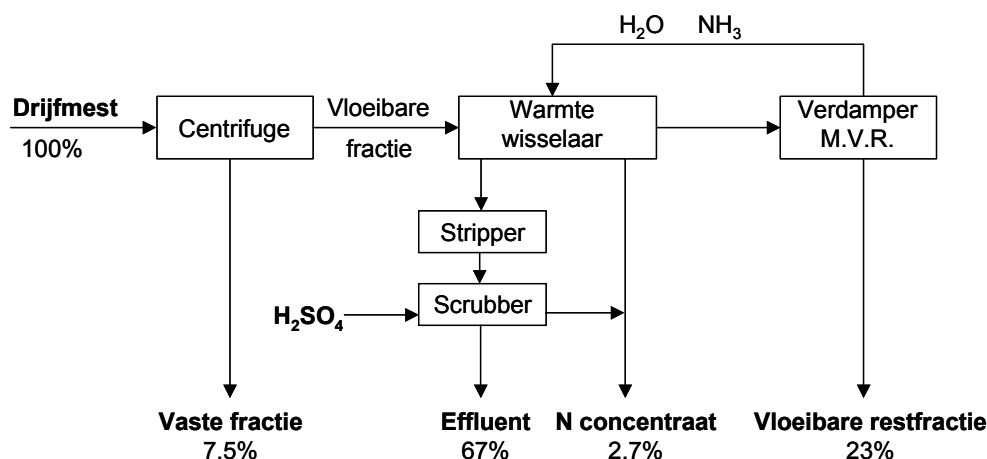 H₂O NH₃
Drijfmest
100%
Centrifuge
Vloeibare
fractie
Warmte
wisselaar
Verdamper
M.V.R.
Stripper
Scrubber
H₂SO₄
Vaste fractie
7.5%
Effluent
67%
N concentraat
2.7%
Vloeibare restfractie
23%